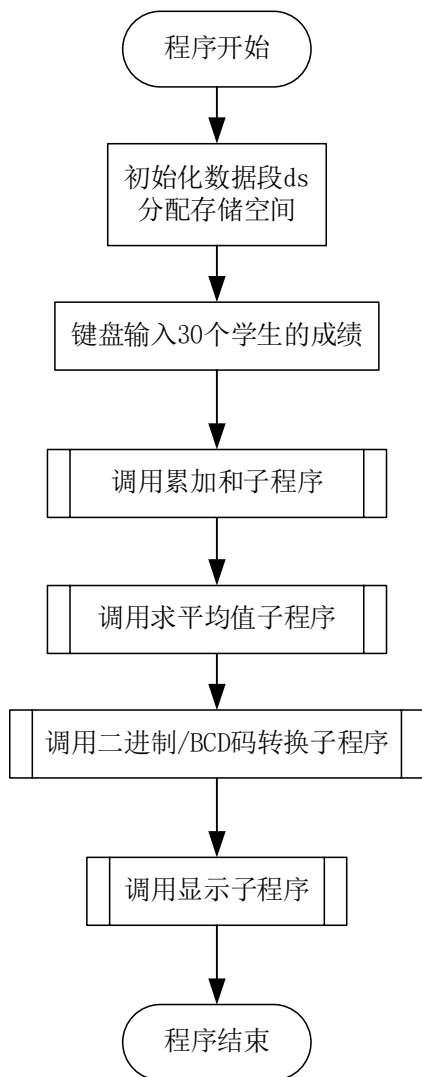 程序开始
初始化数据段ds
分配存储空间
键盘输入30个学生的成绩
调用累加和子程序
调用求平均值子程序
调用二进制/BCD码转换子程序
调用显示子程序
程序结束